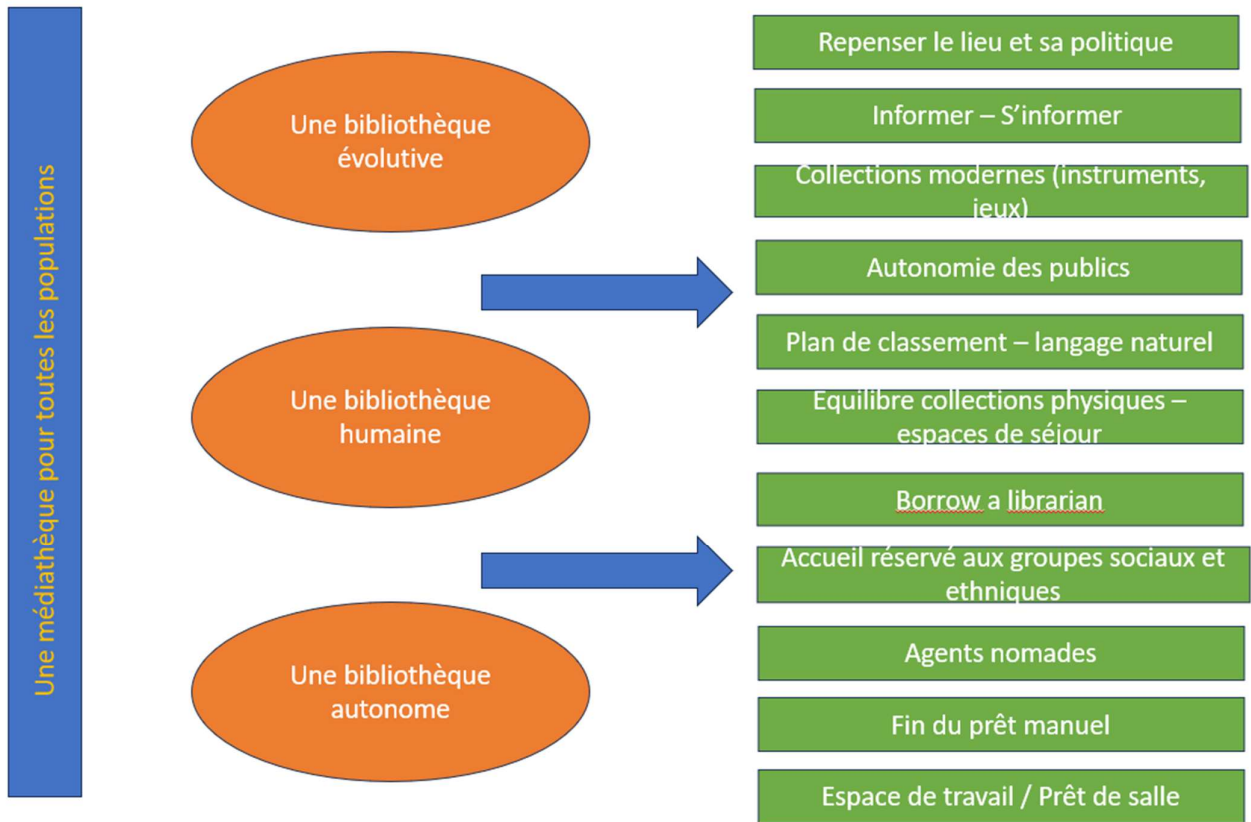 Une médiathèque pour toutes les populations
Une bibliothèque
évolutive
Une bibliothèque
humaine
Une bibliothèque
autonome
Repenser le lieu et sa politique
Informer – S’informer
Collections modernes (instruments,
jeux)
Autonomie des publics
Plan de classement – langage naturel
Equilibre collections physiques –
espaces de séjour
Borrow a librarian
Accueil réservé aux groupes sociaux et
ethniques
Agents nomades
Fin du prêt manuel
Espace de travail / Prêt de salle